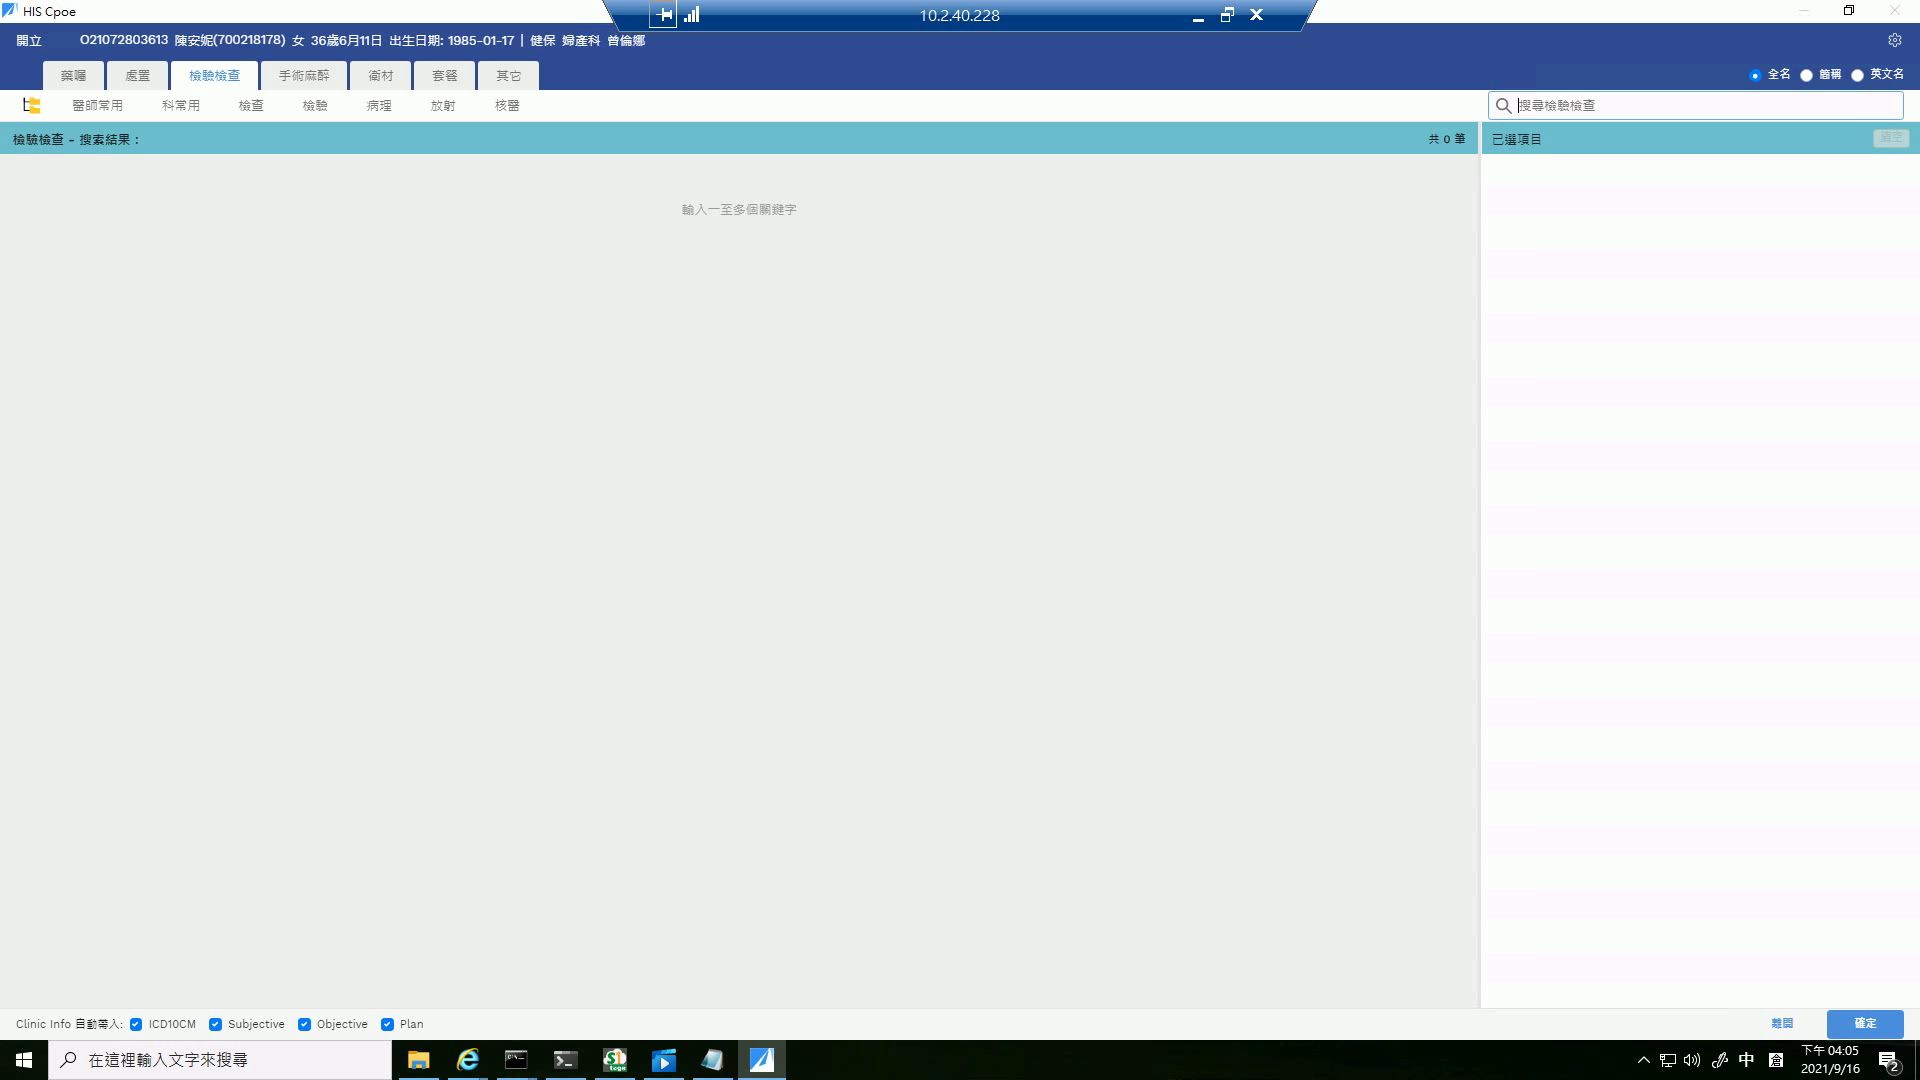 HIS Cpoe
10.2.40.228
開立 O21072803613 陳安妮(700218178) 女 36歲6月11日 出生日期: 1985-01-17 | 健保 婦產科 曾倫娜
藥囑 處置 檢驗檢查 手術麻醉 衛材 套餐 其它
全名 簡稱 英文名
醫師常用 科常用 檢查 檢驗 病理 放射 核醫
搜尋檢驗檢查
檢驗檢查 - 搜索結果 :
共 0 筆
已選項目
清空
輸入一至多個關鍵字
Clinic Info 自動帶入: ICD10CM Subjective Objective Plan
離開
確定
在這裡輸入文字來搜尋
中
倉
下午 04:05
2021/9/16
2